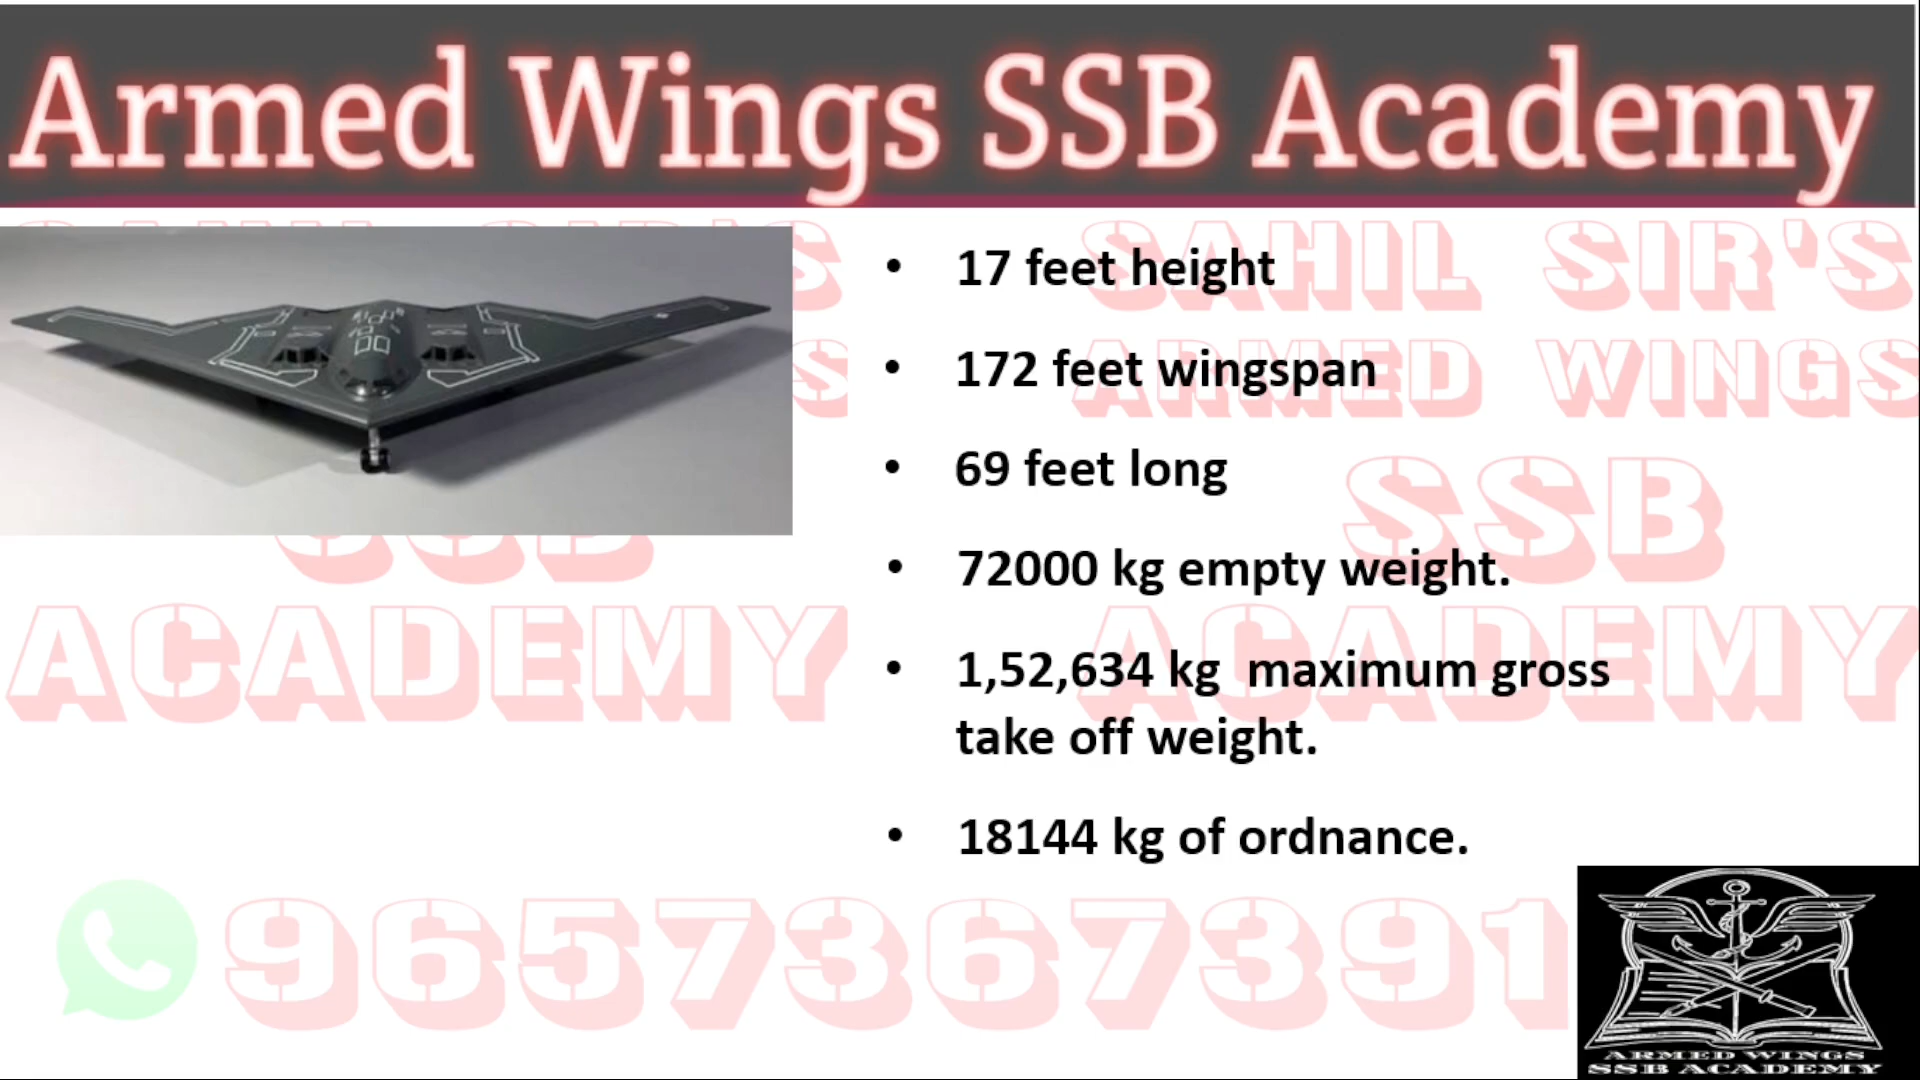 Armed Wings SSB Academy
SAHIL SIR'S
ARMED WINGS
SSB
ACADEMY
• 17 feet height
• 172 feet wingspan
• 69 feet long
• 72000 kg empty weight.
• 1,52,634 kg  maximum gross
take off weight.
• 18144 kg of ordnance.
SSB
ACADEMY
9657367391
ARMED WINGS
SSB ACADEMY